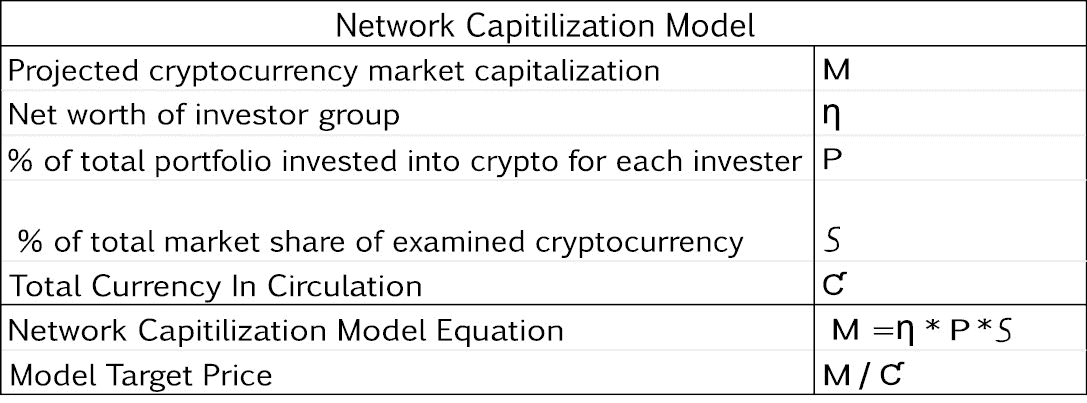 Network Capitilization Model
Projected cryptocurrency market capitalization M
Net worth of investor group η
% of total portfolio invested into crypto for each invester P
% of total market share of examined cryptocurrency S
Total Currency In Circulation Ƈ
Network Capitilization Model Equation M =η * P * S
Model Target Price M / Ƈ